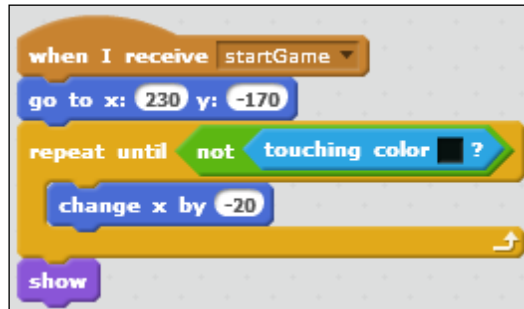 when I receive startGame
go to x: 230 y: -170
repeat until not touching color ?
change x by -20
show